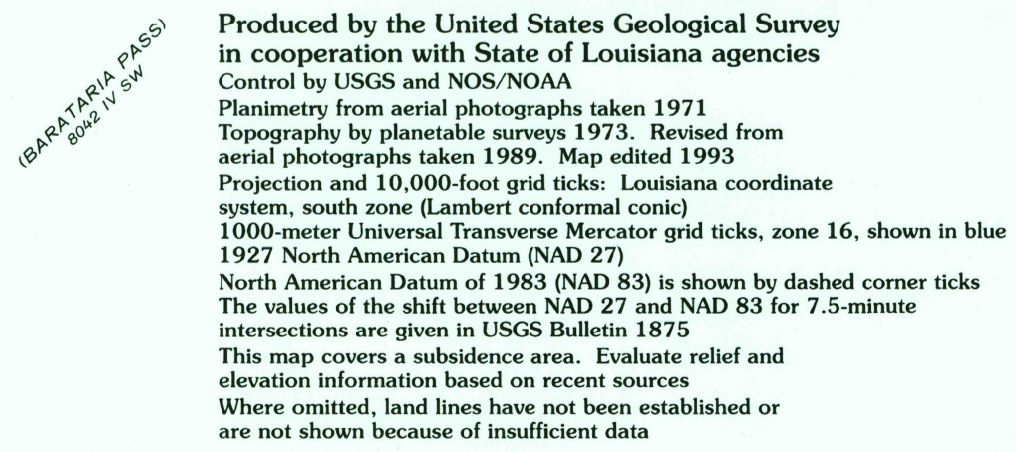 (BARATARIA PASS)
8042 IV SW
Produced by the United States Geological Survey
in cooperation with State of Louisiana agencies
Control by USGS and NOS/NOAA
Planimetry from aerial photographs taken 1971
Topography by planetable surveys 1973.  Revised from
aerial photographs taken 1989.  Map edited 1993
Projection and 10,000-foot grid ticks:  Louisiana coordinate
system, south zone (Lambert conformal conic)
1000-meter Universal Transverse Mercator grid ticks, zone 16, shown in blue
1927 North American Datum (NAD 27)
North American Datum of 1983 (NAD 83) is shown by dashed corner ticks
The values of the shift between NAD 27 and NAD 83 for 7.5-minute
intersections are given in USGS Bulletin 1875
This map covers a subsidence area.  Evaluate relief and
elevation information based on recent sources
Where omitted, land lines have not been established or
are not shown because of insufficient data